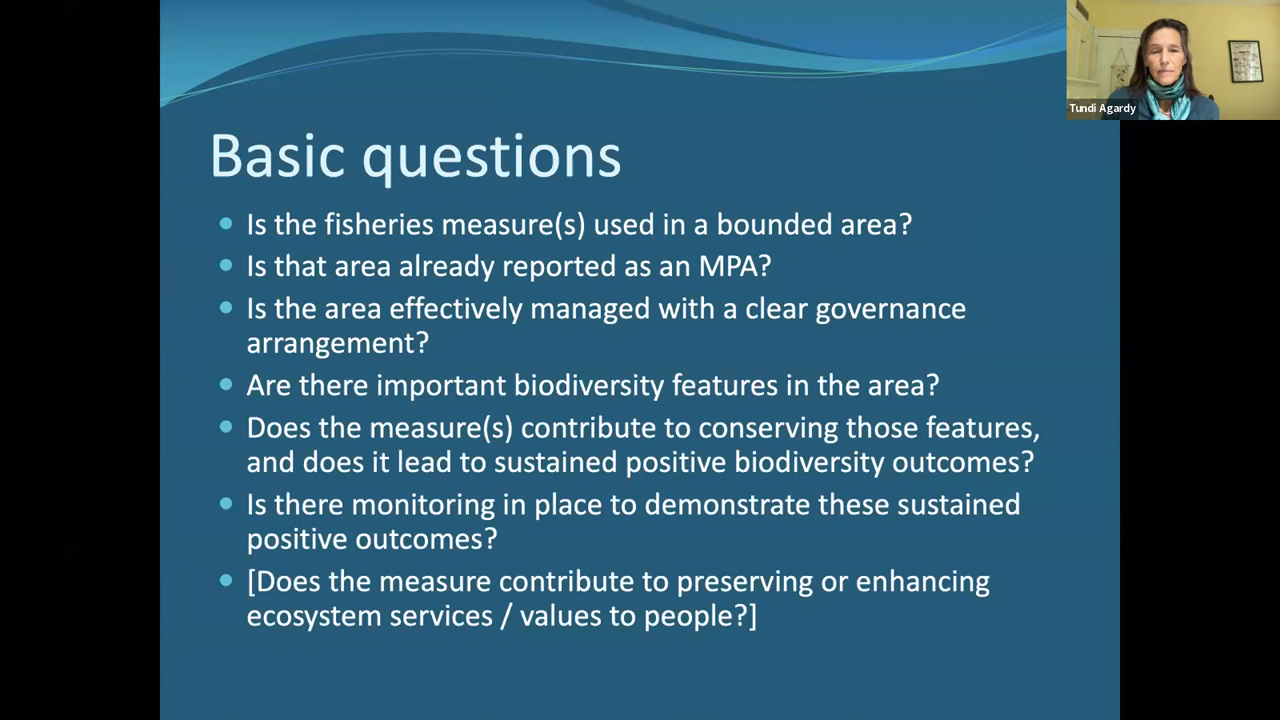 Tundi Agardy
Basic questions
• Is the fisheries measure(s) used in a bounded area?
• Is that area already reported as an MPA?
• Is the area effectively managed with a clear governance
arrangement?
• Are there important biodiversity features in the area?
• Does the measure(s) contribute to conserving those features,
and does it lead to sustained positive biodiversity outcomes?
• Is there monitoring in place to demonstrate these sustained
positive outcomes?
• [Does the measure contribute to preserving or enhancing
ecosystem services / values to people?]